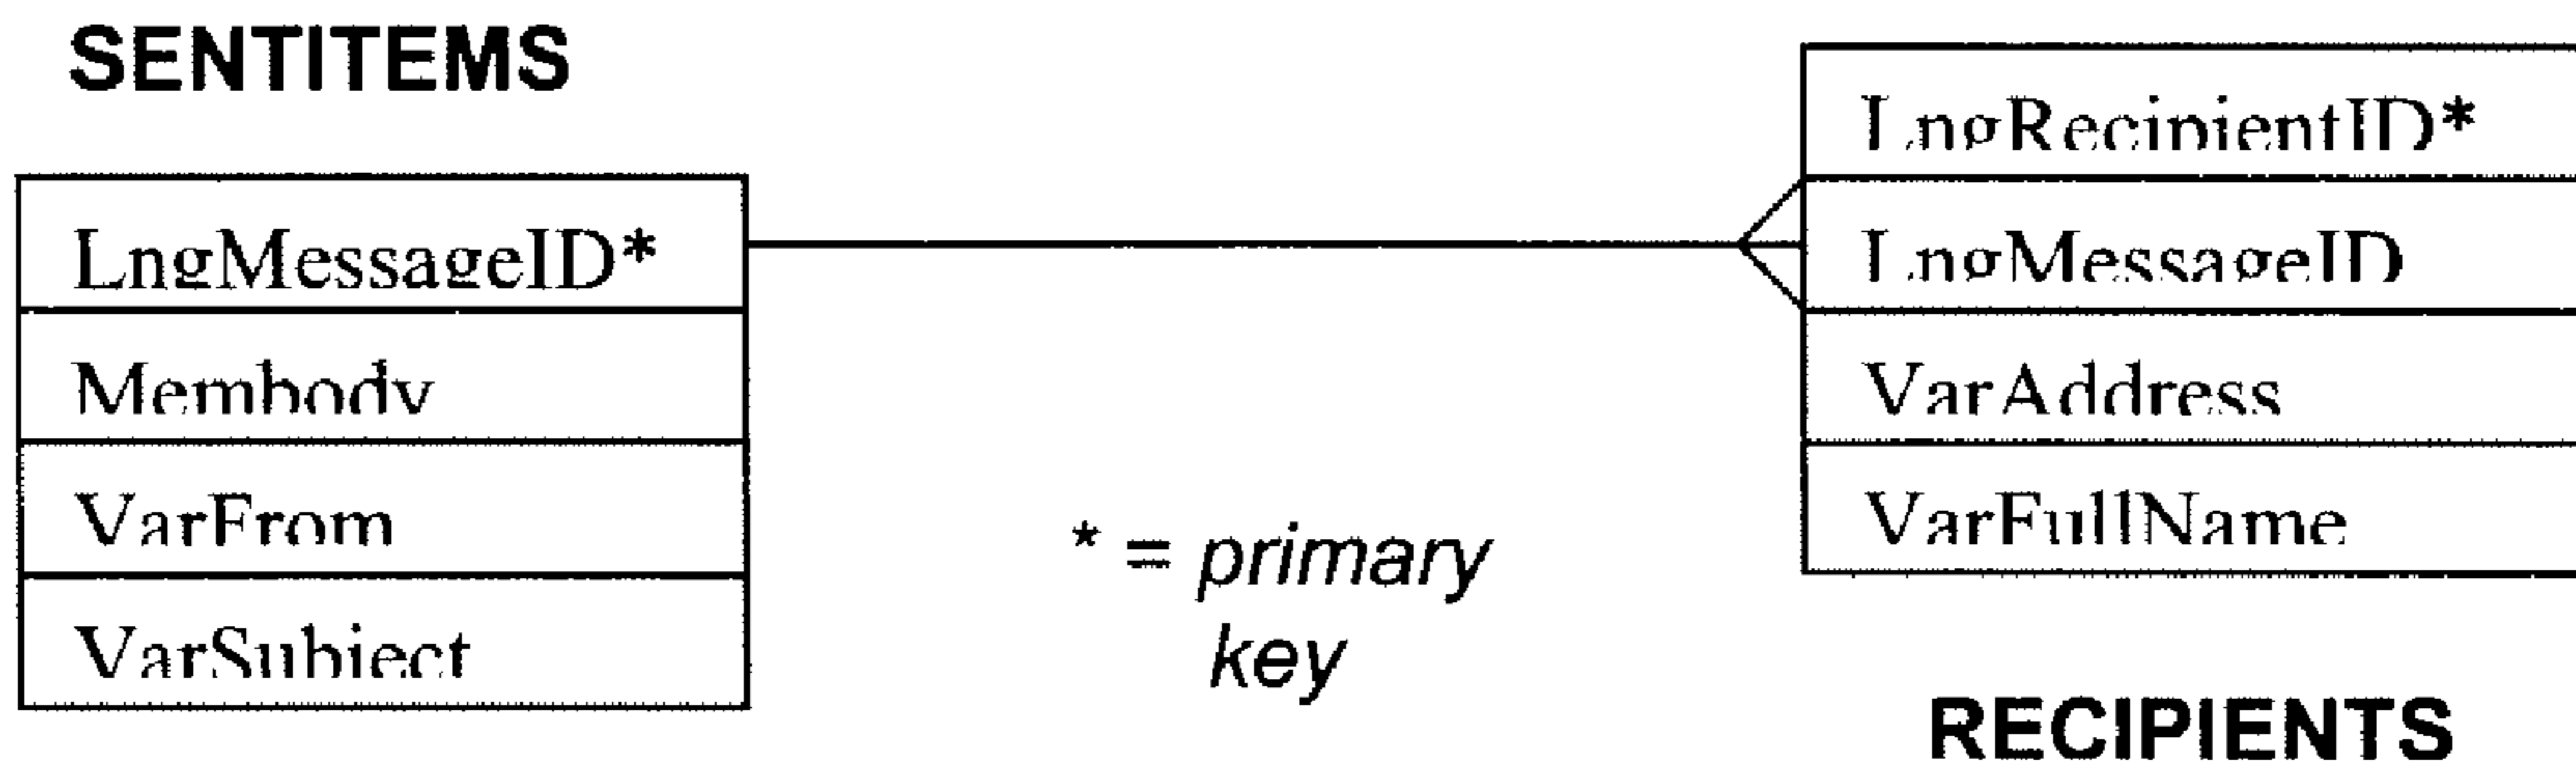 SENTITEMS
LngMessageID*
Membody
VarFrom
VarSubject
* = primary
key
LngRecipientID*
LngMessageID
VarAddress
VarFullName
RECIPIENTS